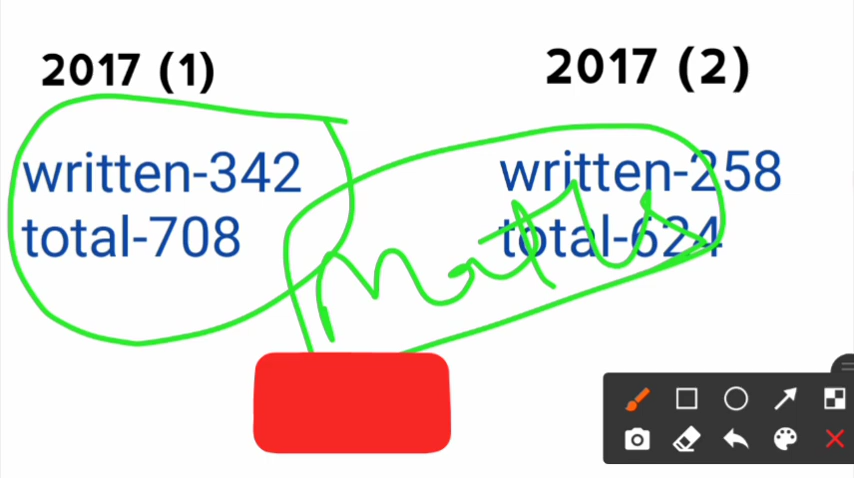 2017 (1)
written-342
total-708
2017 (2)
written-258
total-624
Maths